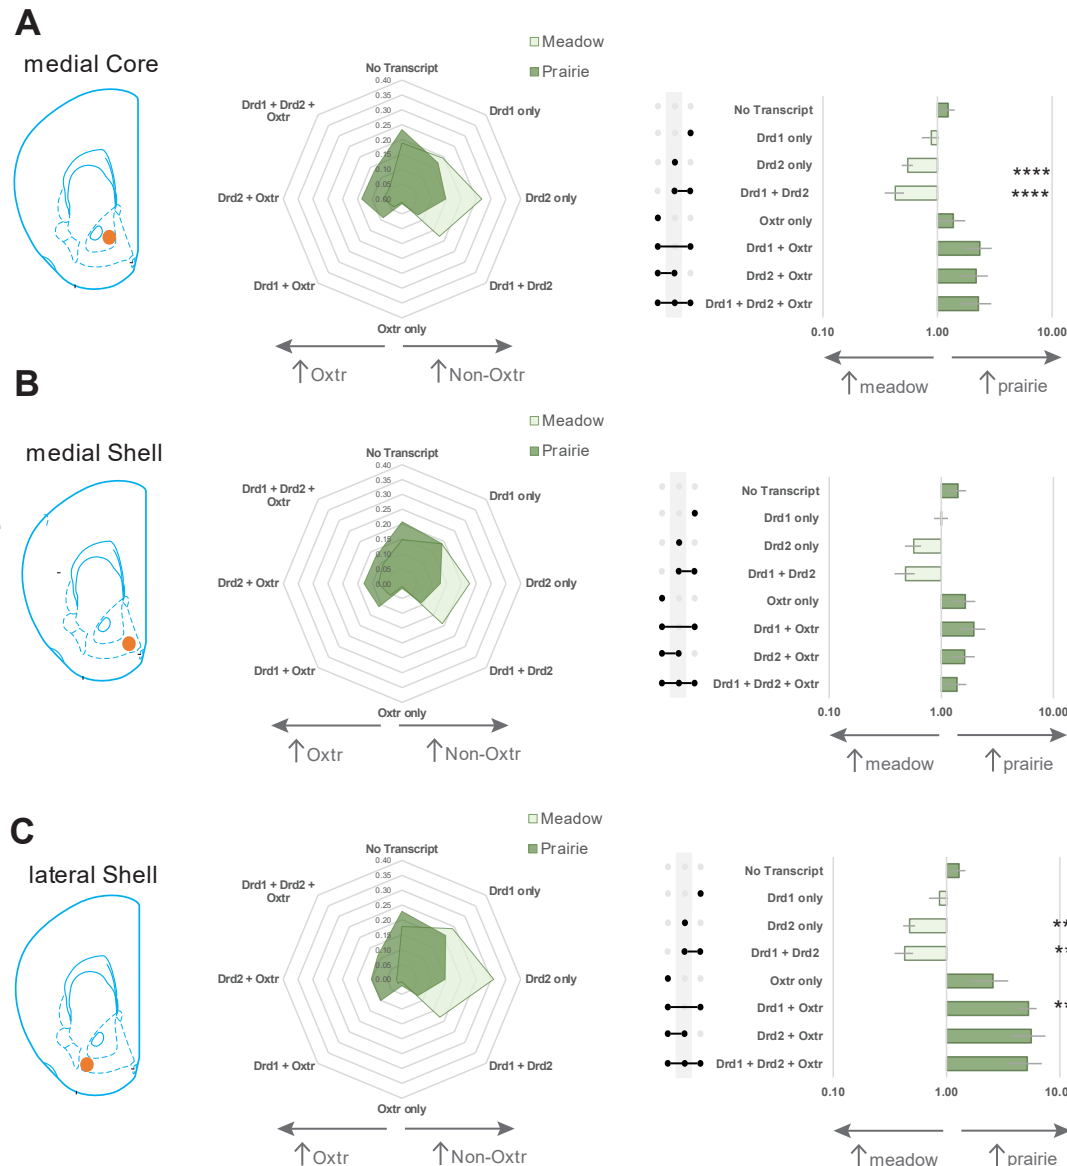 A
medial Core
Meadow
Prairie
No Transcript
Drd1 only
Drd2 only
Drd1 + Drd2
Oxtr only
Drd1 + Oxtr
Drd2 + Oxtr
Drd1 + Drd2 +
Oxtr
0.40
0.35
0.30
0.25
0.20
0.15
0.10
0.05
0.00
↑Oxtr
↑Non-Oxtr
No Transcript
Drd1 only
Drd2 only
Drd1 + Drd2
Oxtr only
Drd1 + Oxtr
Drd2 + Oxtr
Drd1 + Drd2 + Oxtr
****
****
0.10 1.00 10.00
↑meadow
↑prairie
B
medial Shell
Meadow
Prairie
No Transcript
Drd1 only
Drd2 only
Drd1 + Drd2
Oxtr only
Drd1 + Oxtr
Drd2 + Oxtr
Drd1 + Drd2 +
Oxtr
0.40
0.35
0.30
0.25
0.20
0.15
0.10
0.05
0.00
↑Oxtr
↑Non-Oxtr
No Transcript
Drd1 only
Drd2 only
Drd1 + Drd2
Oxtr only
Drd1 + Oxtr
Drd2 + Oxtr
Drd1 + Drd2 + Oxtr
0.10 1.00 10.00
↑meadow
↑prairie
C
lateral Shell
Meadow
Prairie
No Transcript
Drd1 only
Drd2 only
Drd1 + Drd2
Oxtr only
Drd1 + Oxtr
Drd2 + Oxtr
Drd1 + Drd2 +
Oxtr
0.40
0.35
0.30
0.25
0.20
0.15
0.10
0.05
0.00
↑Oxtr
↑Non-Oxtr
No Transcript
Drd1 only
Drd2 only
Drd1 + Drd2
Oxtr only
Drd1 + Oxtr
Drd2 + Oxtr
Drd1 + Drd2 + Oxtr
**
**
**
0.10 1.00 10.0
↑meadow
↑prairie